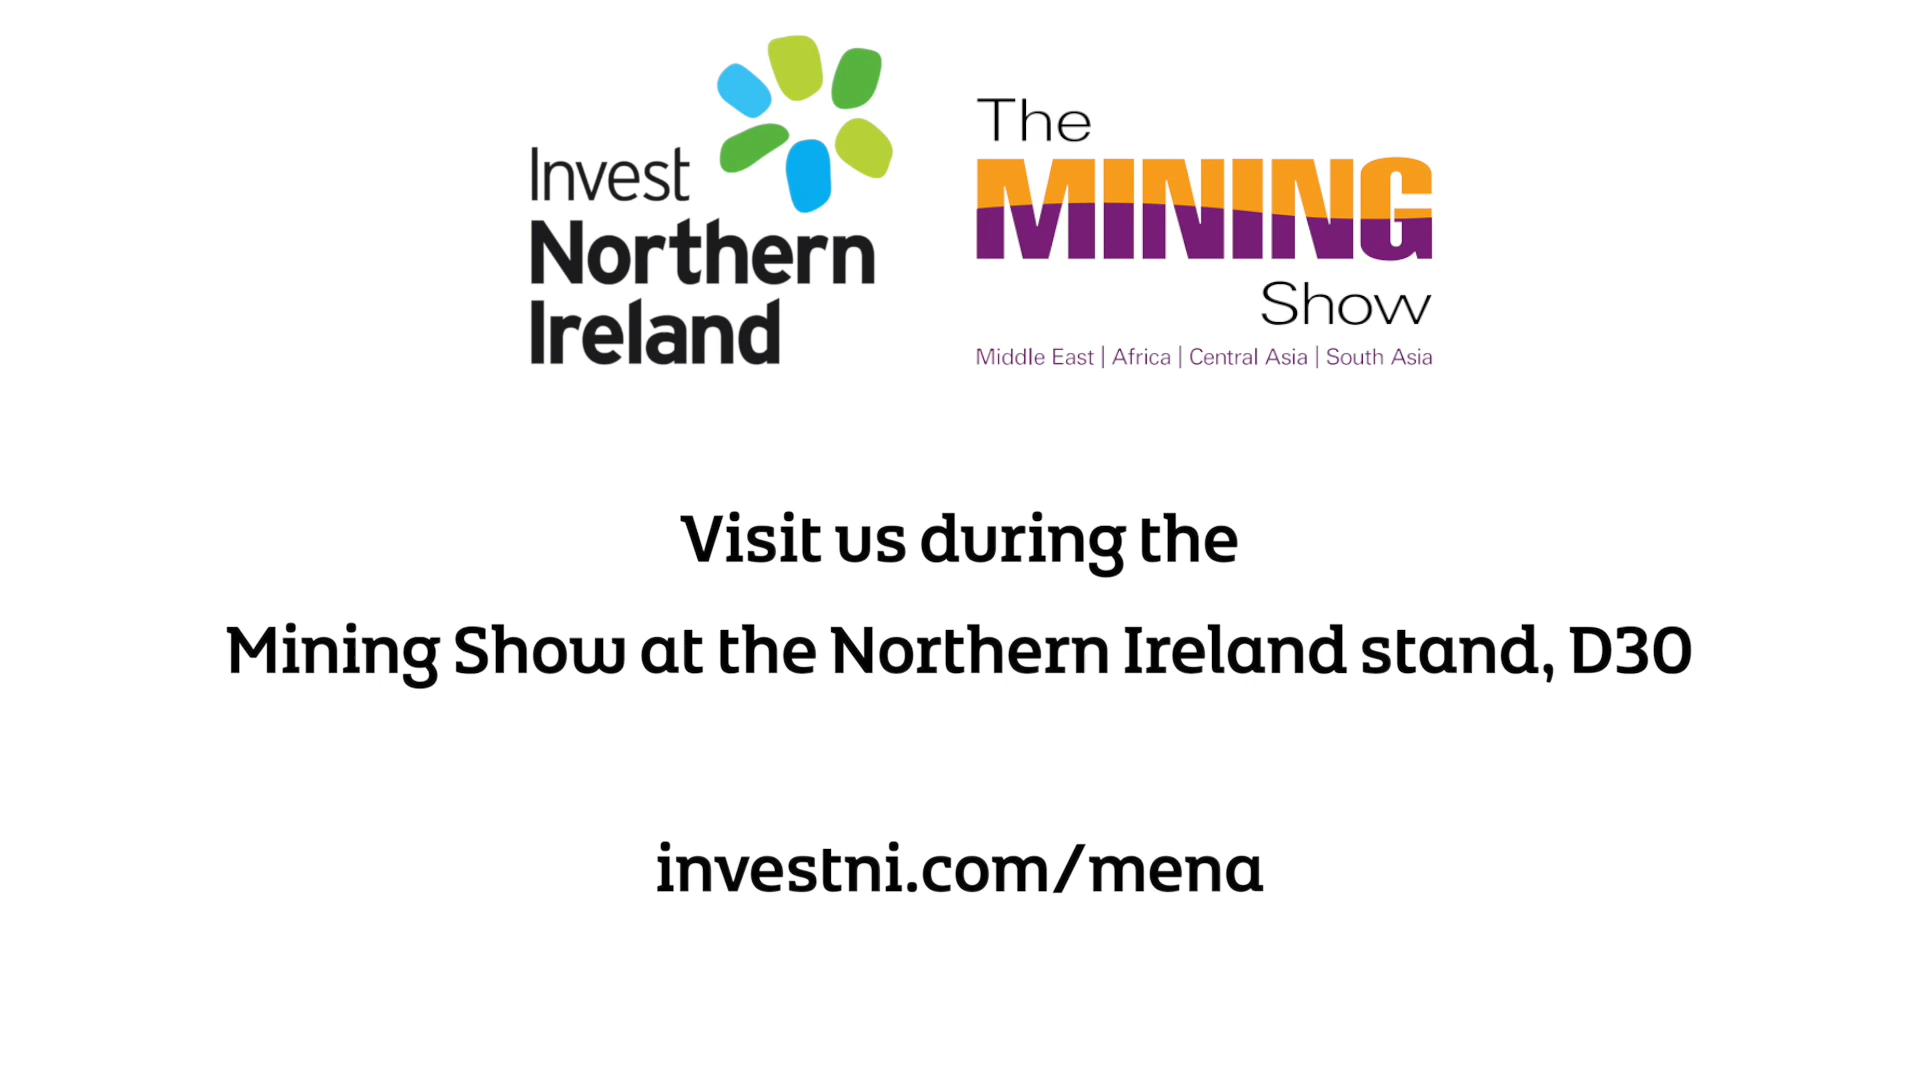 Invest
Northern
Ireland
The
MINING
Show
Middle East | Africa | Central Asia | South Asia
Visit us during the
Mining Show at the Northern Ireland stand, D30
investni.com/mena